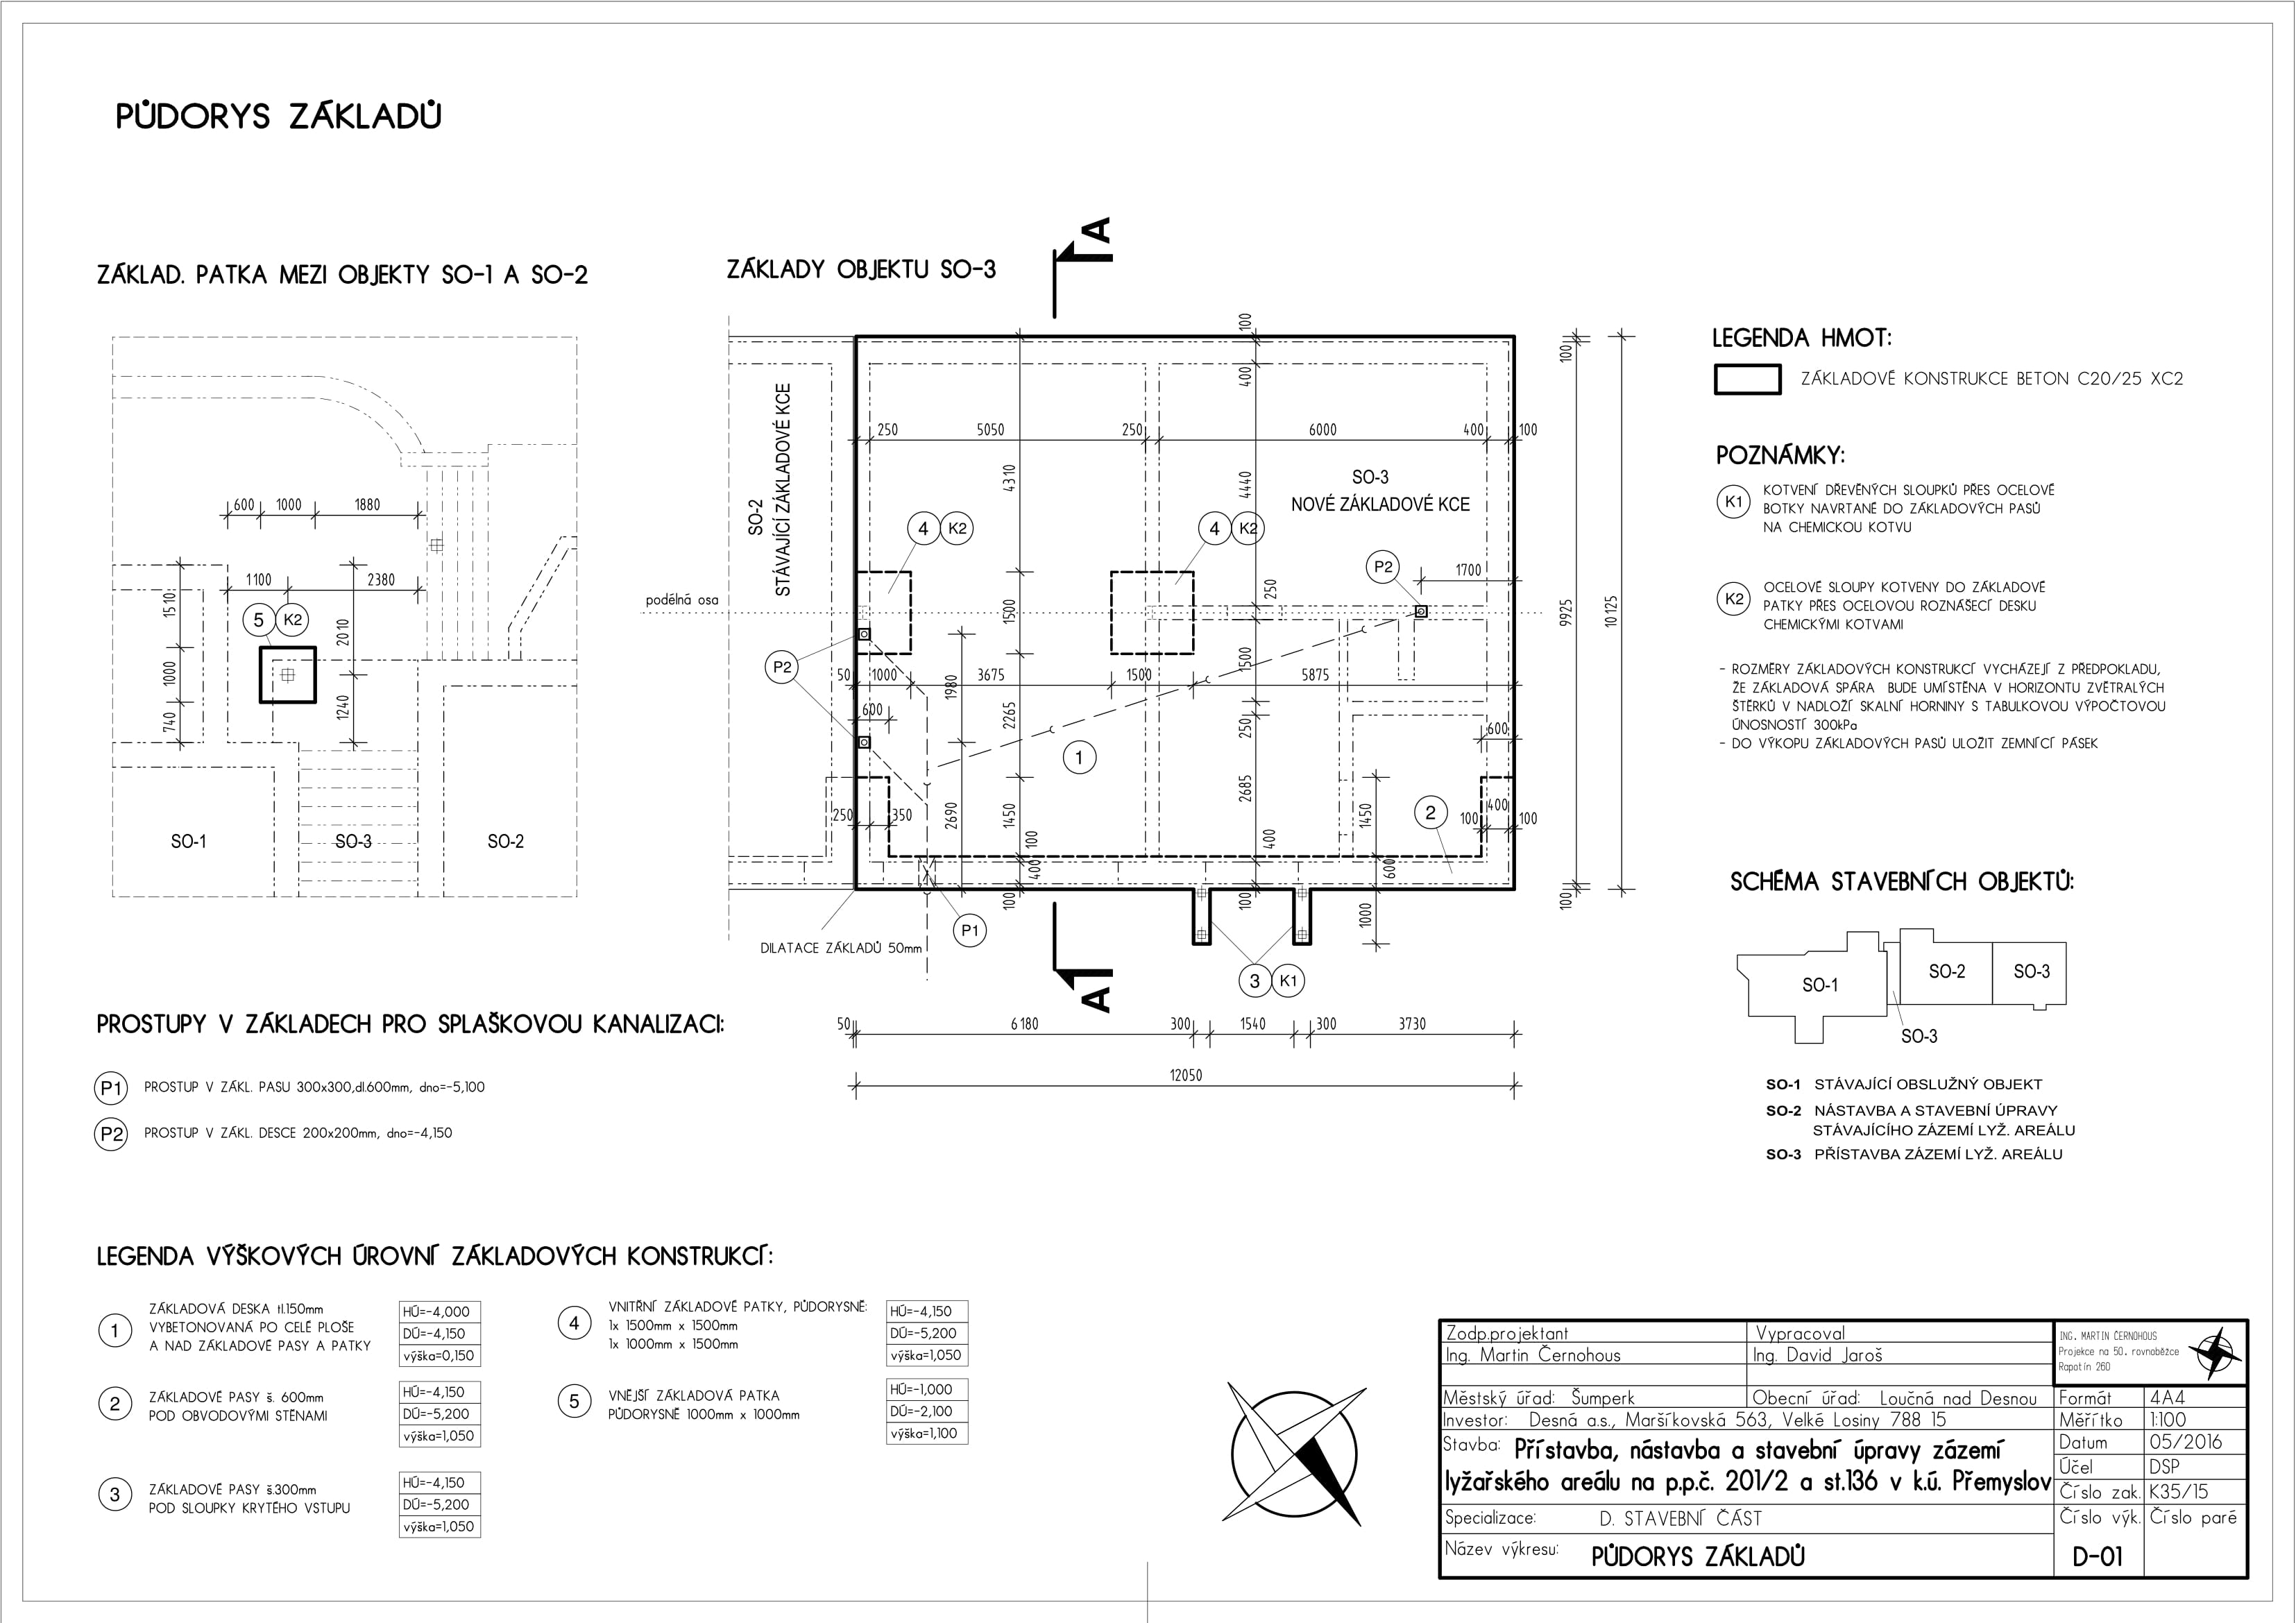 PŮDORYS ZÁKLADŮ
ZÁKLAD. PATKA MEZI OBJEKTY SO-1 A SO-2
600
1000
1880
1100
2380
1510
1000
740
2010
1240
5
K2
SO-1
SO-3
SO-2
ZÁKLADY OBJEKTU SO-3
A
SO-2
STÁVAJÍCÍ ZÁKLADOVÉ KCE
podélná osa
100
400
250
5050
250
6000
400
100
4310
4440
SO-3
NOVÉ ZÁKLADOVÉ KCE
4
K2
4
K2
P2
1700
250
1500
P2
50
1000
3675
1500
1500
5875
1980
600
2265
250
600
1
2685
2690
250
350
1450
100
400
100
400
100
1450
2
100
400
100
600
1000
100
9925
10125
100
P1
DILATACE ZÁKLADŮ 50mm
3
K1
A
50
6180
300
1540
300
3730
12050
LEGENDA HMOT:
ZÁKLADOVÉ KONSTRUKCE BETON C20/25 XC2
POZNÁMKY:
K1
KOTVENÍ DŘEVĚNÝCH SLOUPKŮ PŘES OCELOVÉ
BOTKY NAVRTANÉ DO ZÁKLADOVÝCH PASŮ
NA CHEMICKOU KOTVU
K2
OCELOVÉ SLOUPY KOTVENY DO ZÁKLADOVÉ
PATKY PŘES OCELOVOU ROZNÁŠECÍ DESKU
CHEMICKÝMI KOTVAMI
- ROZMĚRY ZÁKLADOVÝCH KONSTRUKCÍ VYCHÁZEJÍ Z PŘEDPOKLADU,
ŽE ZÁKLADOVÁ SPÁRA BUDE UMÍSTĚNA V HORIZONTU ZVĚTRALÝCH
ŠTĚRKŮ V NADLOŽÍ SKALNÍ HORNINY S TABULKOVOU VÝPOČTOVOU
ÚNOSNOSTÍ 300kPa
- DO VÝKOPU ZÁKLADOVÝCH PASŮ ULOŽIT ZEMNÍCÍ PÁSEK
SCHÉMA STAVEBNÍCH OBJEKTŮ:
SO-1
SO-2
SO-3
SO-3
SO-1 STÁVAJÍCÍ OBSLUŽNÝ OBJEKT
SO-2 NÁSTAVBA A STAVEBNÍ ÚPRAVY
STÁVAJÍCÍHO ZÁZEMÍ LYŽ. AREÁLU
SO-3 PŘÍSTAVBA ZÁZEMÍ LYŽ. AREÁLU
PROSTUPY V ZÁKLADECH PRO SPLAŠKOVOU KANALIZACI:
P1 PROSTUP V ZÁKL. PASU 300x300,dl.600mm, dno=-5,100
P2 PROSTUP V ZÁKL. DESCE 200x200mm, dno=-4,150
LEGENDA VÝŠKOVÝCH ÚROVNÍ ZÁKLADOVÝCH KONSTRUKCÍ:
1
ZÁKLADOVÁ DESKA tl.150mm
VYBETONOVANÁ PO CELÉ PLOŠE
A NAD ZÁKLADOVÉ PASY A PATKY
HÚ=-4,000
DÚ=-4,150
výška=0,150
2
ZÁKLADOVÉ PASY š. 600mm
POD OBVODOVÝMI STĚNAMI
HÚ=-4,150
DÚ=-5,200
výška=1,050
3
ZÁKLADOVÉ PASY š.300mm
POD SLOUPKY KRYTÉHO VSTUPU
HÚ=-4,150
DÚ=-5,200
výška=1,050
4
VNITŘNÍ ZÁKLADOVÉ PATKY, PŮDORYSNĚ:
1x 1500mm x 1500mm
1x 1000mm x 1500mm
HÚ=-4,150
DÚ=-5,200
výška=1,050
5
VNĚJŠÍ ZÁKLADOVÁ PATKA
PŮDORYSNĚ 1000mm x 1000mm
HÚ=-1,000
DÚ=-2,100
výška=1,100
Zodp.projektant
Vypracoval
Ing. Martin Černohous
Ing. David Jaroš
ING. MARTIN ČERNOHOUS
Projekce na 50. rovnoběžce
Rapotín 260
Městský úřad: Šumperk
Obecní úřad: Loučná nad Desnou
Formát 4A4
Investor: Desná a.s., Maršíkovská 563, Velké Losiny 788 15
Měřítko 1:100
Stavba: Přístavba, nástavba a stavební úpravy zázemí
lyžařského areálu na p.p.č. 201/2 a st.136 v k.ú. Přemyslov
Datum 05/2016
Účel DSP
Číslo zak. K35/15
Specializace: D. STAVEBNÍ ČÁST
Číslo výk. Číslo paré
Název výkresu: PŮDORYS ZÁKLADŮ
D-01